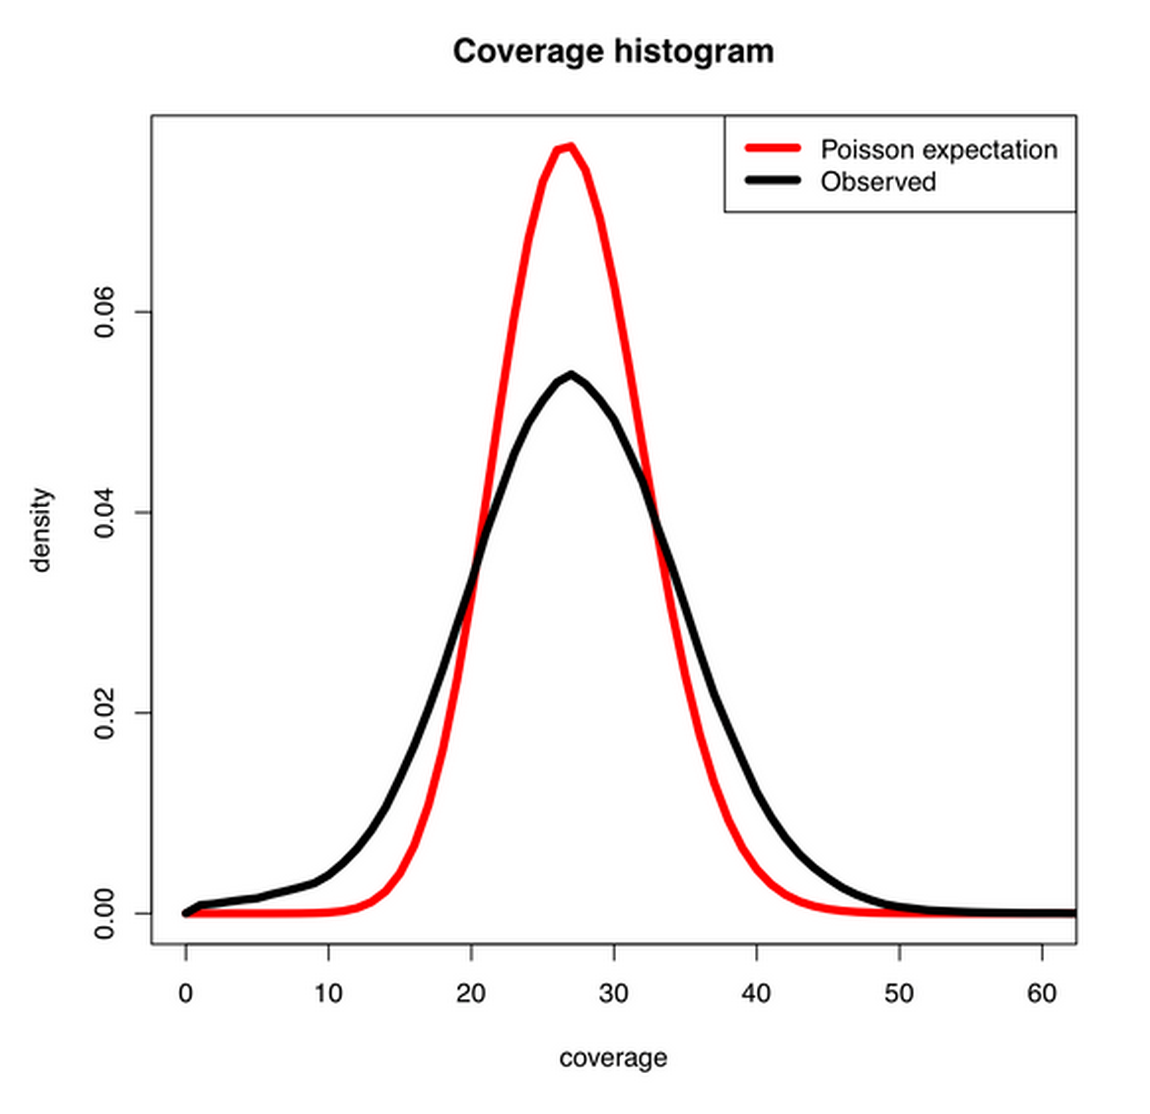 Coverage histogram
Poisson expectation
Observed
density
0.00
0.02
0.04
0.06
0 10 20 30 40 50 60
coverage